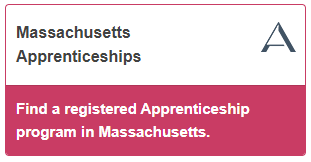 Massachusetts
Apprenticeships
Find a registered Apprenticeship
program in Massachusetts.